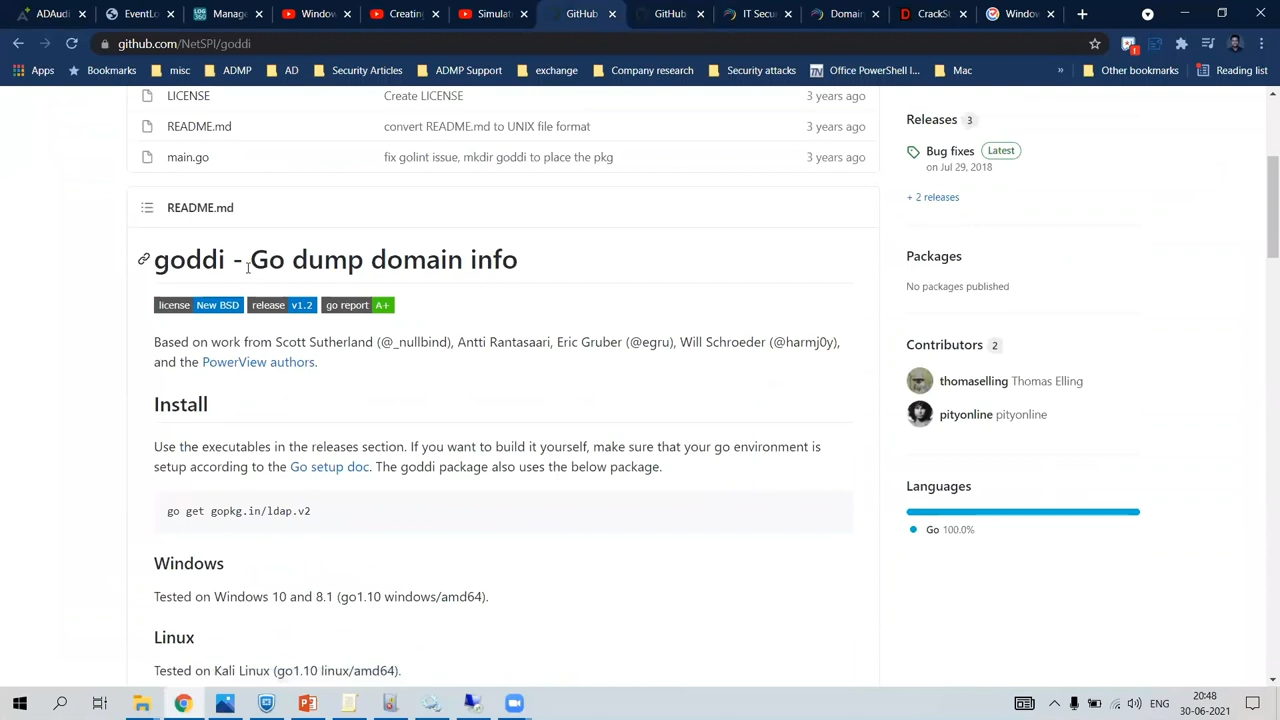 ADAudi
Windov
Creatin
Simulat
GitHub
GitHub
IT Secu
Domain
CrackSt
Window
github.com/NetSPI/goddi
Apps
Bookmarks
misc
ADMP
AD
Security Articles
ADMP Support
exchange
Company research
Security attacks
Office PowerShell I...
Mac
»
Other bookmarks
Reading list
LICENSE
Create LICENSE
3 years ago
README.md
convert README.md to UNIX file format
3 years ago
main.go
fix golint issue, mkdir goddi to place the pkg
3 years ago
README.md
goddi - Go dump domain info
license New BSD release v1.2 go report A+
Based on work from Scott Sutherland (@_nullbind), Antti Rantasaari, Eric Gruber (@egru), Will Schroeder (@harmj0y),
and the PowerView authors.
Install
Use the executables in the releases section. If you want to build it yourself, make sure that your go environment is
setup according to the Go setup doc. The goddi package also uses the below package.
go get gopkg.in/ldap.v2
Windows
Tested on Windows 10 and 8.1 (go1.10 windows/amd64).
Linux
Tested on Kali Linux (go1.10 linux/amd64).
Releases 3
Bug fixes Latest
on Jul 29, 2018
+ 2 releases
Packages
No packages published
Contributors 2
thomaselling Thomas Elling
pityonline pityonline
Languages
Go 100.0%
ENG
20:48
30-06-2021